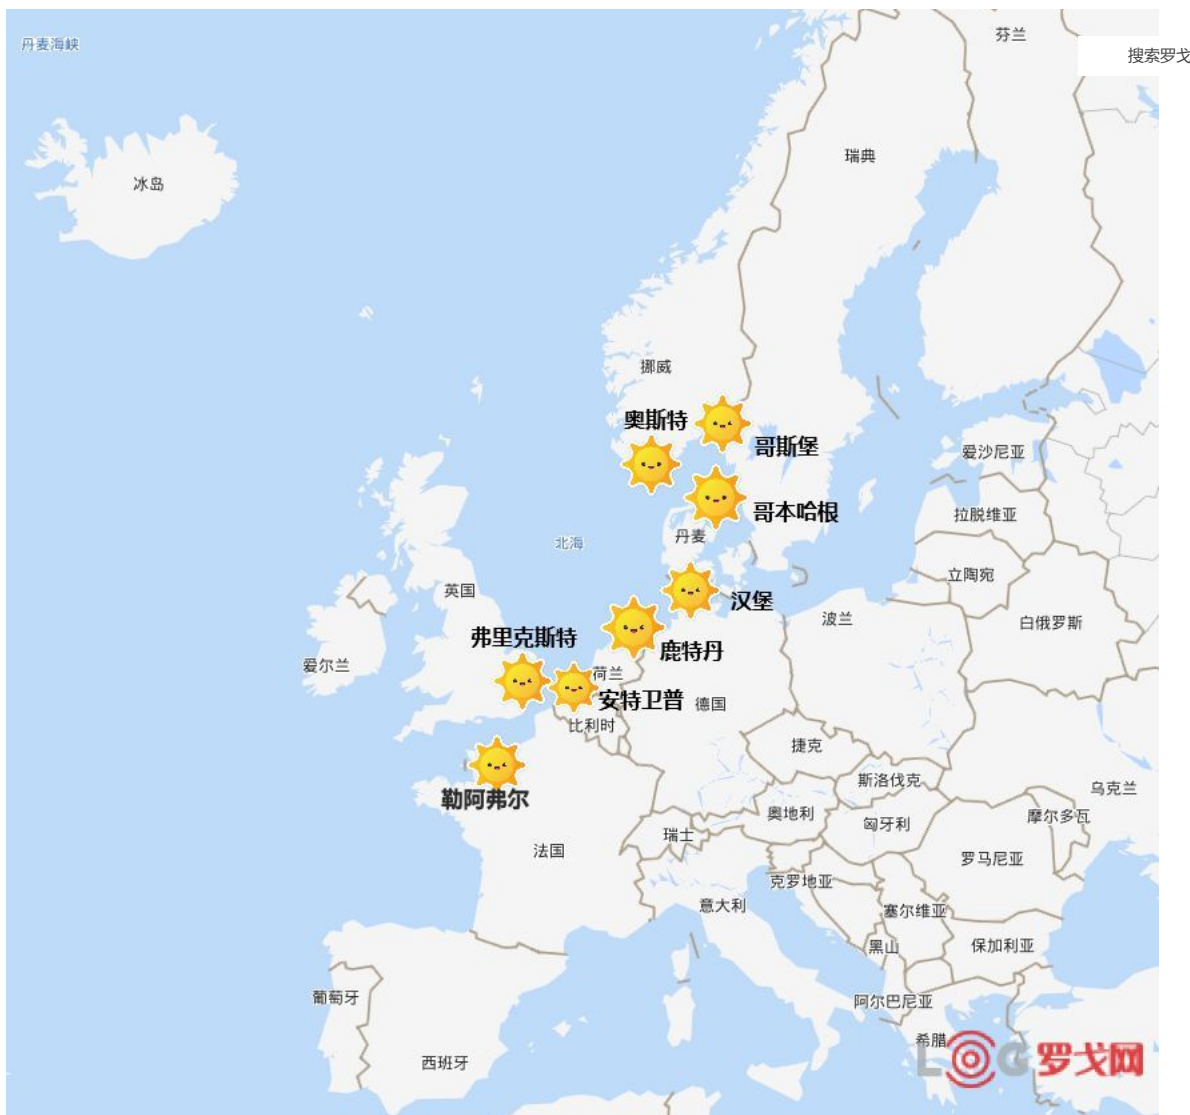 丹麦海峡
芬兰
搜索罗戈
瑞典
冰岛
挪威
奥斯特
哥斯堡
爱沙尼亚
哥本哈根
拉脱维亚
丹麦
北海
立陶宛
英国
汉堡
波兰
白俄罗斯
弗里克斯特
鹿特丹
爱尔兰
荷兰
安特卫普
德国
比利时
捷克
斯洛伐克
乌克兰
勒阿弗尔
奥地利
摩尔多瓦
匈牙利
瑞士
法国
罗马尼亚
克罗地亚
意大利
塞尔维亚
黑山
保加利亚
葡萄牙
阿尔巴尼亚
希腊
LOG罗戈网
西班牙